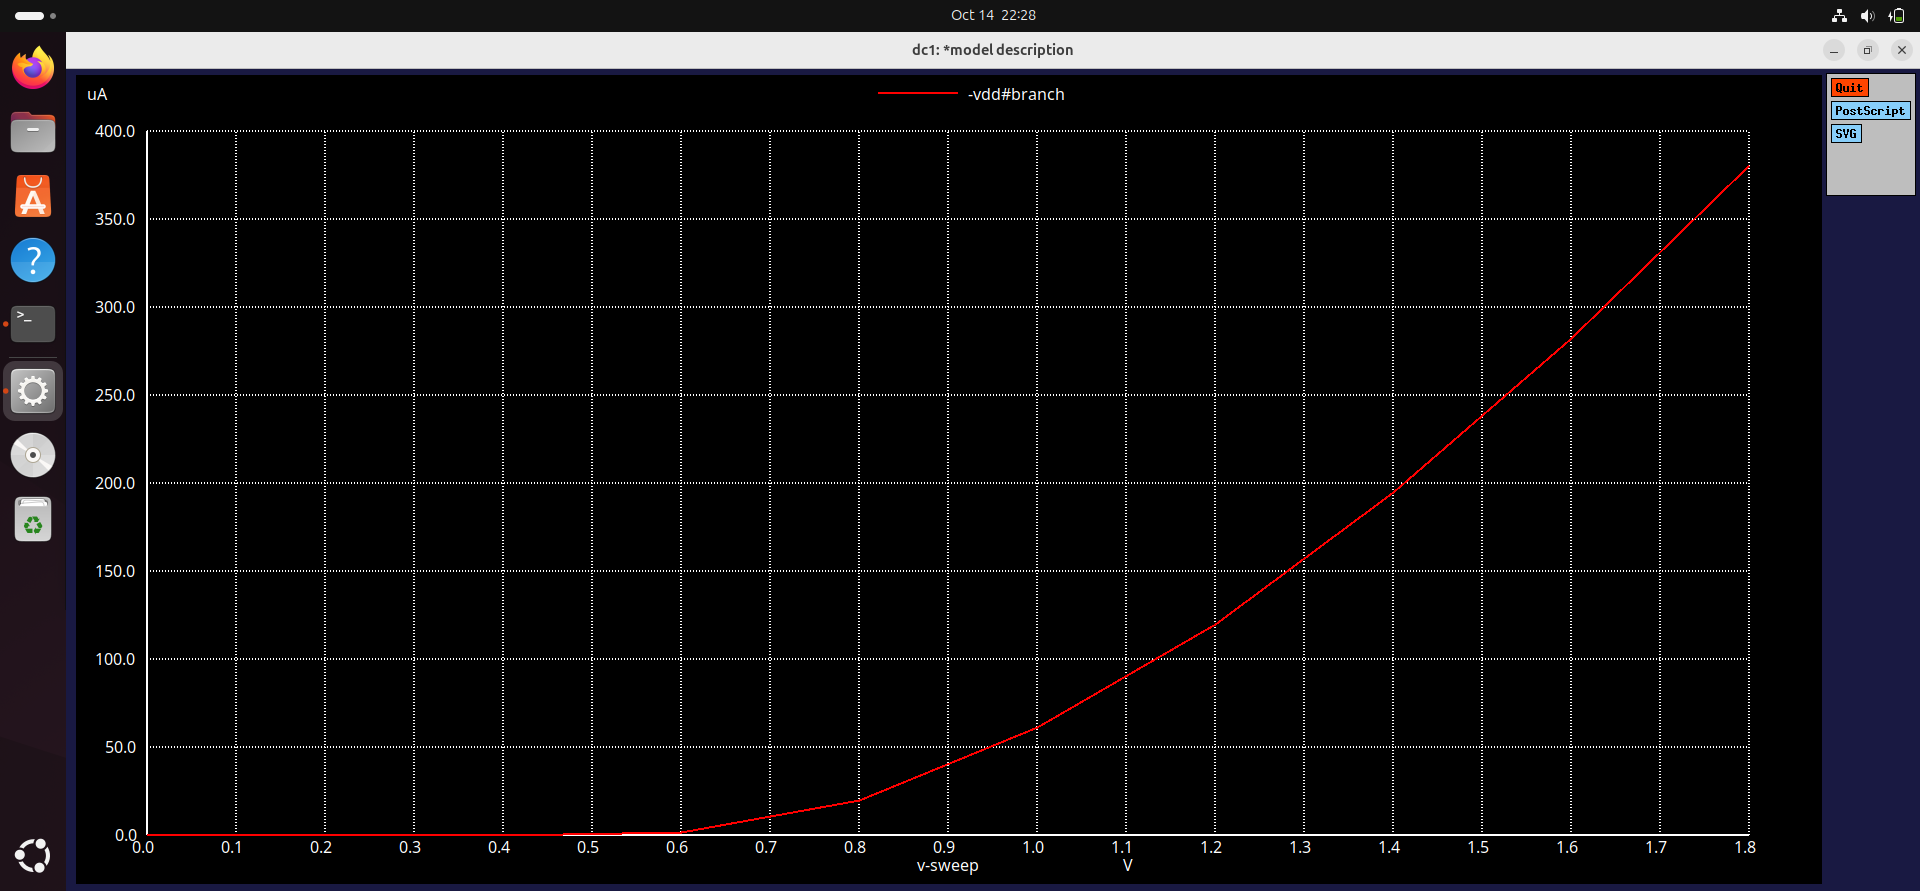 Oct 14 22:28
dc1: *model description
uA
-vdd#branch
Quit
PostScript
SVG
400.0
350.0
300.0
250.0
200.0
150.0
100.0
50.0
0.0
0.0 0.1 0.2 0.3 0.4 0.5 0.6 0.7 0.8 0.9 1.0 1.1 1.2 1.3 1.4 1.5 1.6 1.7 1.8
v-sweep V